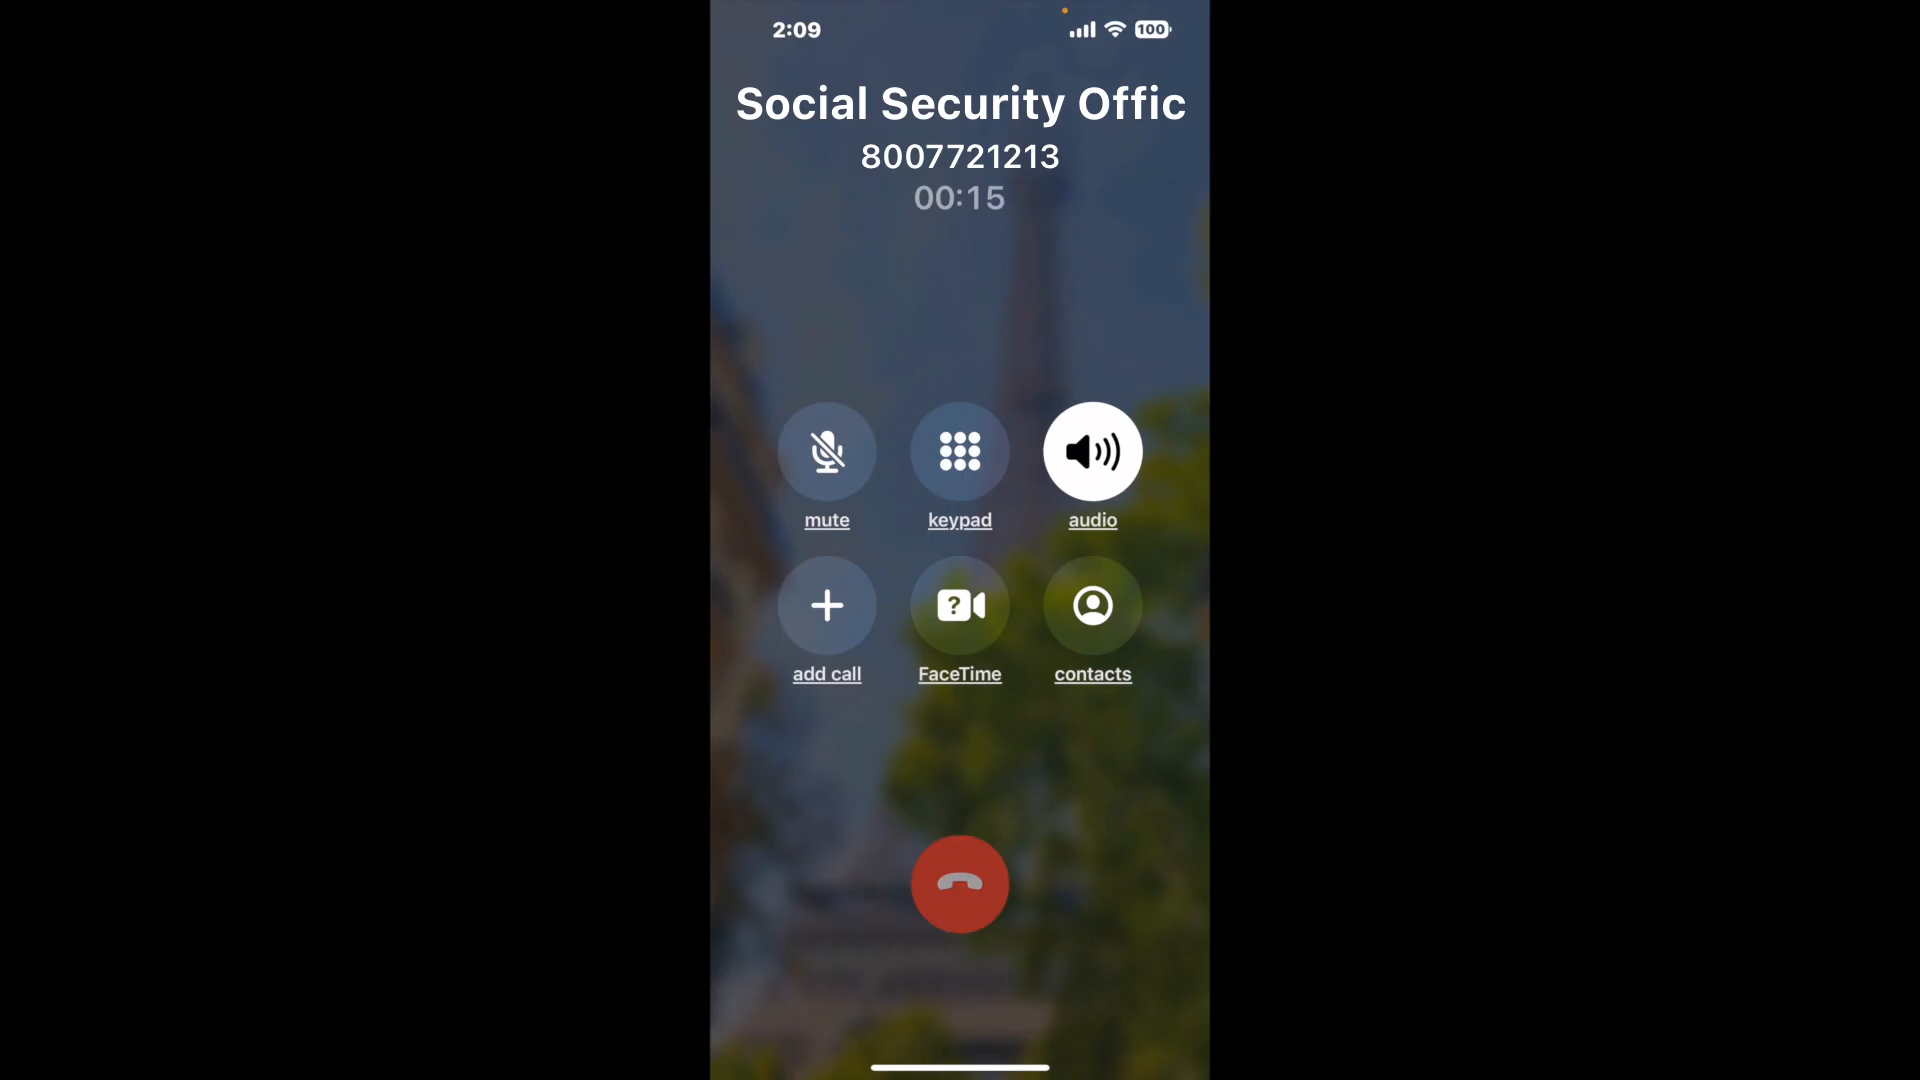 2:09
100
Social Security Offic
8007721213
00:15
mute
keypad
audio
?
add call
FaceTime
contacts